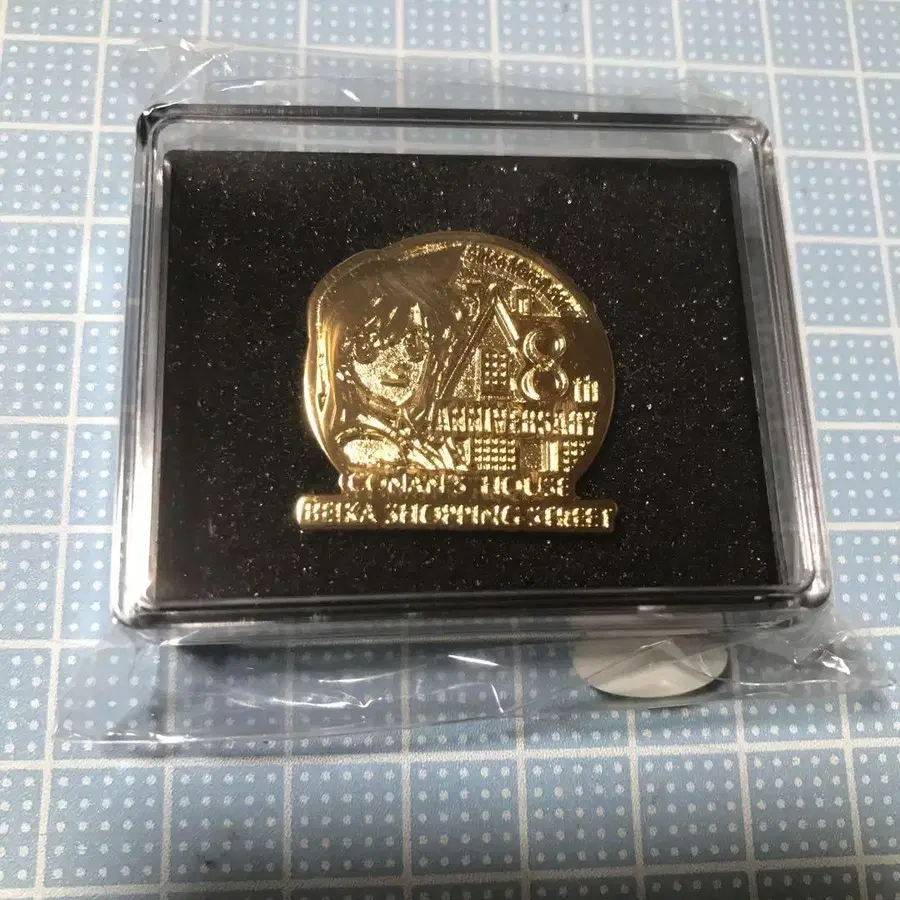 8th
ANNIVERSARY
CONAN'S HOUSE
BEIKA SHOPPING STREET